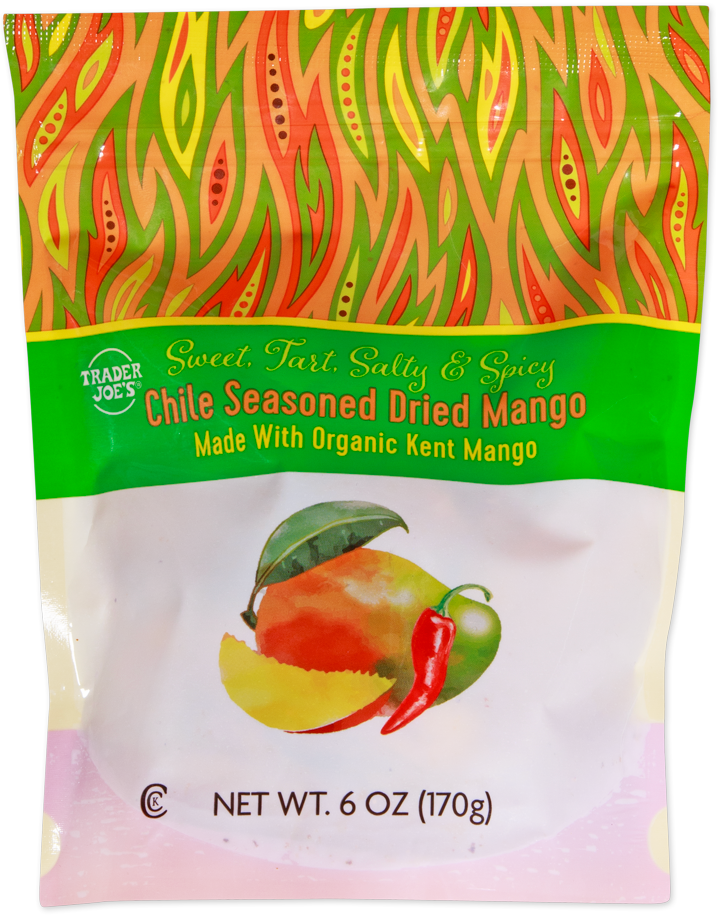 TRADER
JOE'S®
Sweet, Tart, Salty & Spicy
Chile Seasoned Dried Mango
Made With Organic Kent Mango
CK
NET WT. 6 OZ (170g)